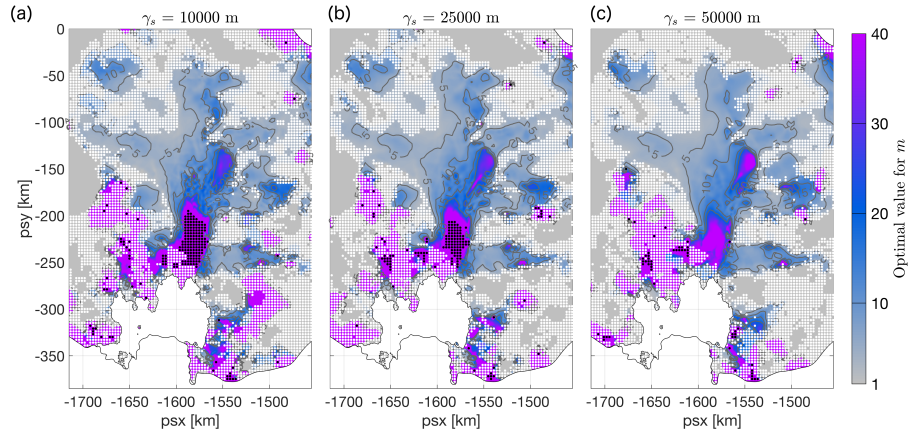 (a) γs = 10000 m (b) γs = 25000 m (c) γs = 50000 m
0
-50
-100
-150
-200
-250
-300
-350
psy [km]
-1700 -1650 -1600 -1550 -1500
-1700 -1650 -1600 -1550 -1500
-1700 -1650 -1600 -1550 -1500
psx [km] psx [km] psx [km]
40
30
20
10
1
Optimal value for m